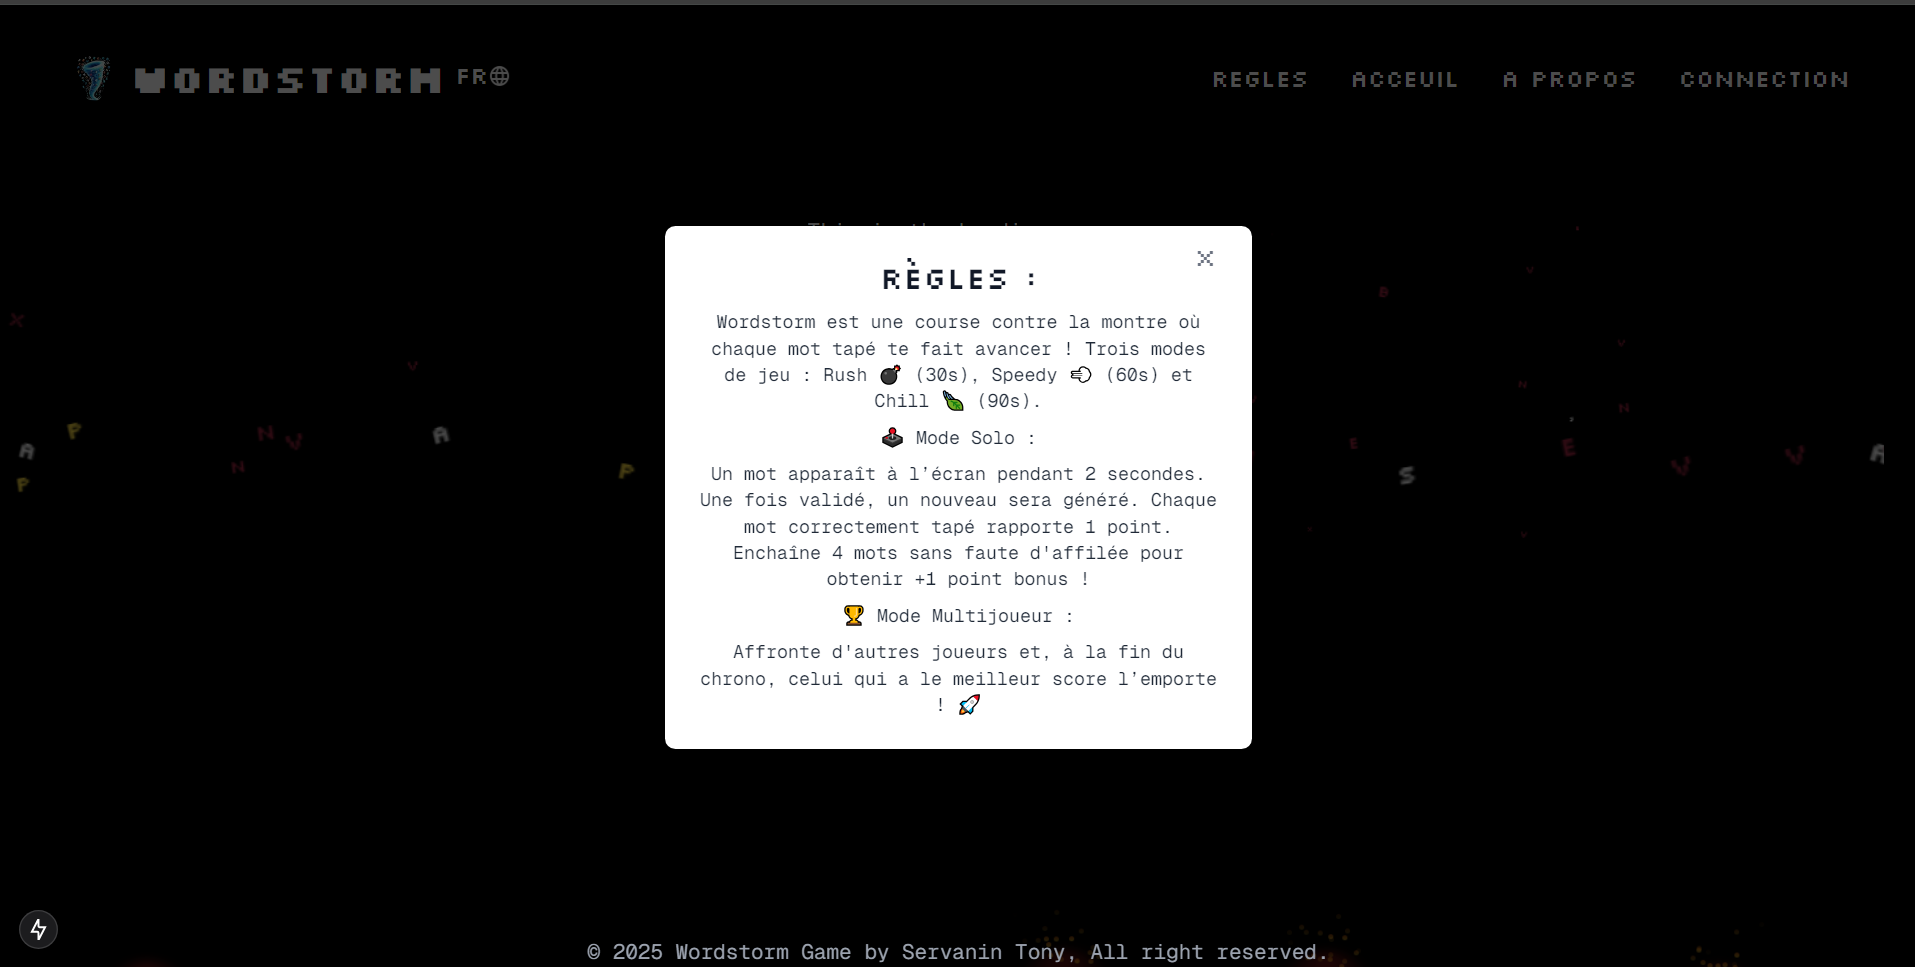 WORDSTORM FR
REGLES ACCEUIL A PROPOS CONNECTION
RÈGLES :
Wordstorm est une course contre la montre où
chaque mot tapé te fait avancer ! Trois modes
de jeu : Rush 💣 (30s), Speedy 💨 (60s) et
Chill 🍃 (90s).
🕹️ Mode Solo :
Un mot apparaît à l’écran pendant 2 secondes.
Une fois validé, un nouveau sera généré. Chaque
mot correctement tapé rapporte 1 point.
Enchaîne 4 mots sans faute d'affilée pour
obtenir +1 point bonus !
🏆 Mode Multijoueur :
Affronte d'autres joueurs et, à la fin du
chrono, celui qui a le meilleur score l’emporte
! 🚀
© 2025 Wordstorm Game by Servanin Tony, All right reserved.